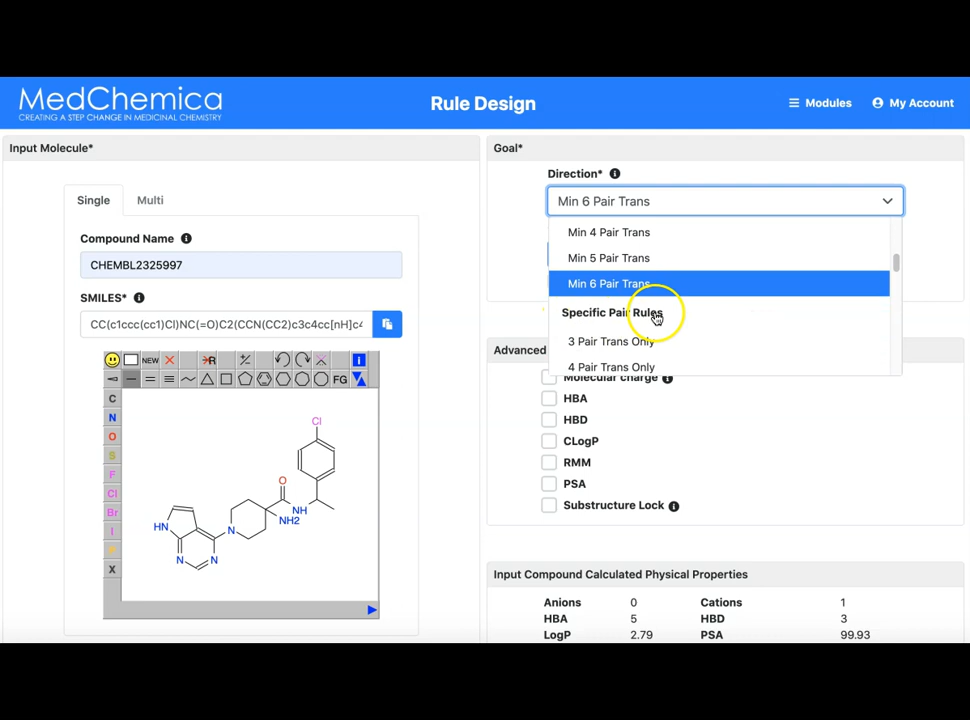 MedChemica
CREATING A STEP CHANGE IN MEDICINAL CHEMISTRY
Rule Design
Modules
My Account
Input Molecule*
Single
Multi
Compound Name
CHEMBL2325997
SMILES*
CC(c1ccc(cc1)Cl)NC(=O)C2(CCN(CC2)c3c4cc[nH]c4
NEW
R
FG
C
N
O
S
F
Cl
Br
I
P
X
Cl
O
NH
NH2
N
HN
N
N
Goal*
Direction*
Min 6 Pair Trans
Min 4 Pair Trans
Min 5 Pair Trans
Min 6 Pair Trans
Specific Pair Rules
3 Pair Trans Only
4 Pair Trans Only
Advanced
Molecular charge
HBA
HBD
CLogP
RMM
PSA
Substructure Lock
Input Compound Calculated Physical Properties
Anions 0 Cations 1
HBA 5 HBD 3
LogP 2.79 PSA 99.93